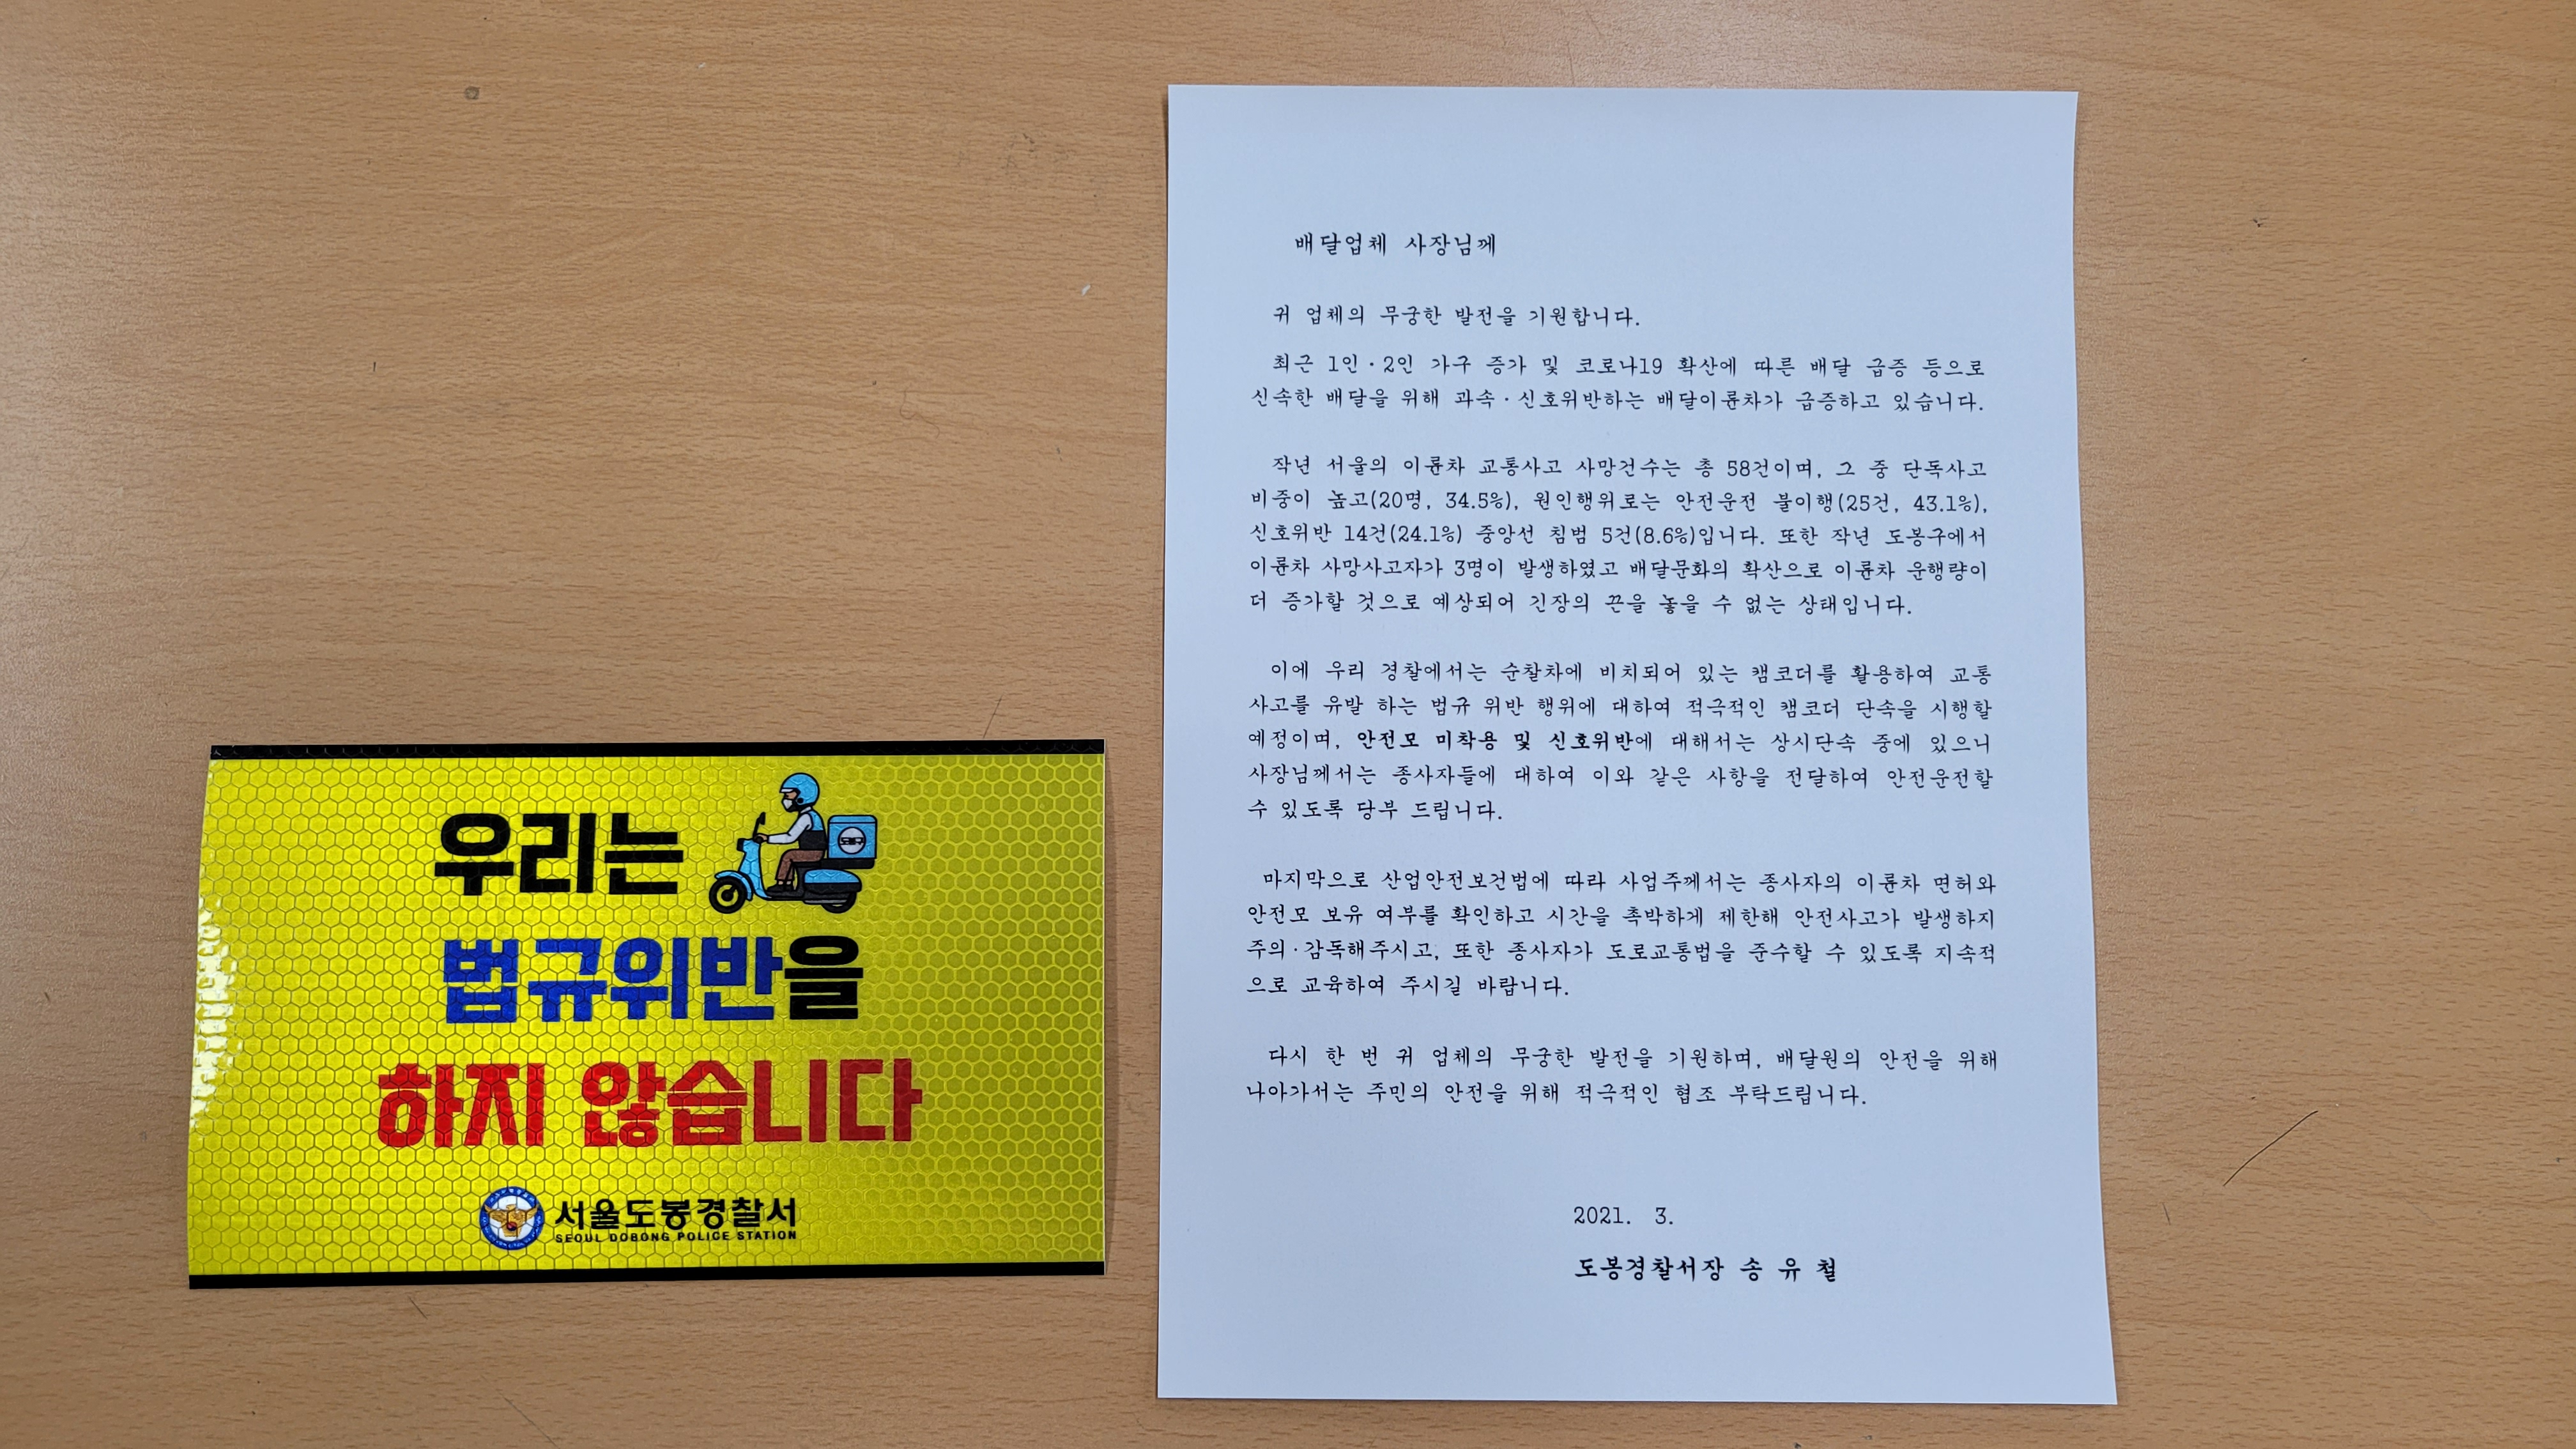 우리는
법규위반을
하지 않습니다
서울도봉경찰서
SEOUL DOBONG POLICE STATION
배달업체 사장님께
귀 업체의 무궁한 발전을 기원합니다.
최근 1인·2인 가구 증가 및 코로나19 확산에 따른 배달 급증 등으로
신속한 배달을 위해 과속·신호위반하는 배달이륜차가 급증하고 있습니다.
작년 서울의 이륜차 교통사고 사망건수는 총 58건이며, 그 중 단독사고
비중이 높고(20명, 34.5%), 원인행위로는 안전운전 불이행(25건, 43.1%),
신호위반 14건(24.1%) 중앙선 침범 5건(8.6%)입니다. 또한 작년 도봉구에서
이륜차 사망사고자가 3명이 발생하였고 배달문화의 확산으로 이륜차 운행량이
더 증가할 것으로 예상되어 긴장의 끈을 놓을 수 없는 상태입니다.
이에 우리 경찰에서는 순찰차에 비치되어 있는 캠코더를 활용하여 교통
사고를 유발 하는 법규 위반 행위에 대하여 적극적인 캠코더 단속을 시행할
예정이며, 안전모 미착용 및 신호위반에 대해서는 상시단속 중에 있으니
사장님께서는 종사자들에 대하여 이와 같은 사항을 전달하여 안전운전할
수 있도록 당부 드립니다.
마지막으로 산업안전보건법에 따라 사업주께서는 종사자의 이륜차 면허와
안전모 보유 여부를 확인하고 시간을 촉박하게 제한해 안전사고가 발생하지
주의·감독해주시고, 또한 종사자가 도로교통법을 준수할 수 있도록 지속적
으로 교육하여 주시길 바랍니다.
다시 한 번 귀 업체의 무궁한 발전을 기원하며, 배달원의 안전을 위해
나아가서는 주민의 안전을 위해 적극적인 협조 부탁드립니다.
2021. 3.
도봉경찰서장 송 유 철